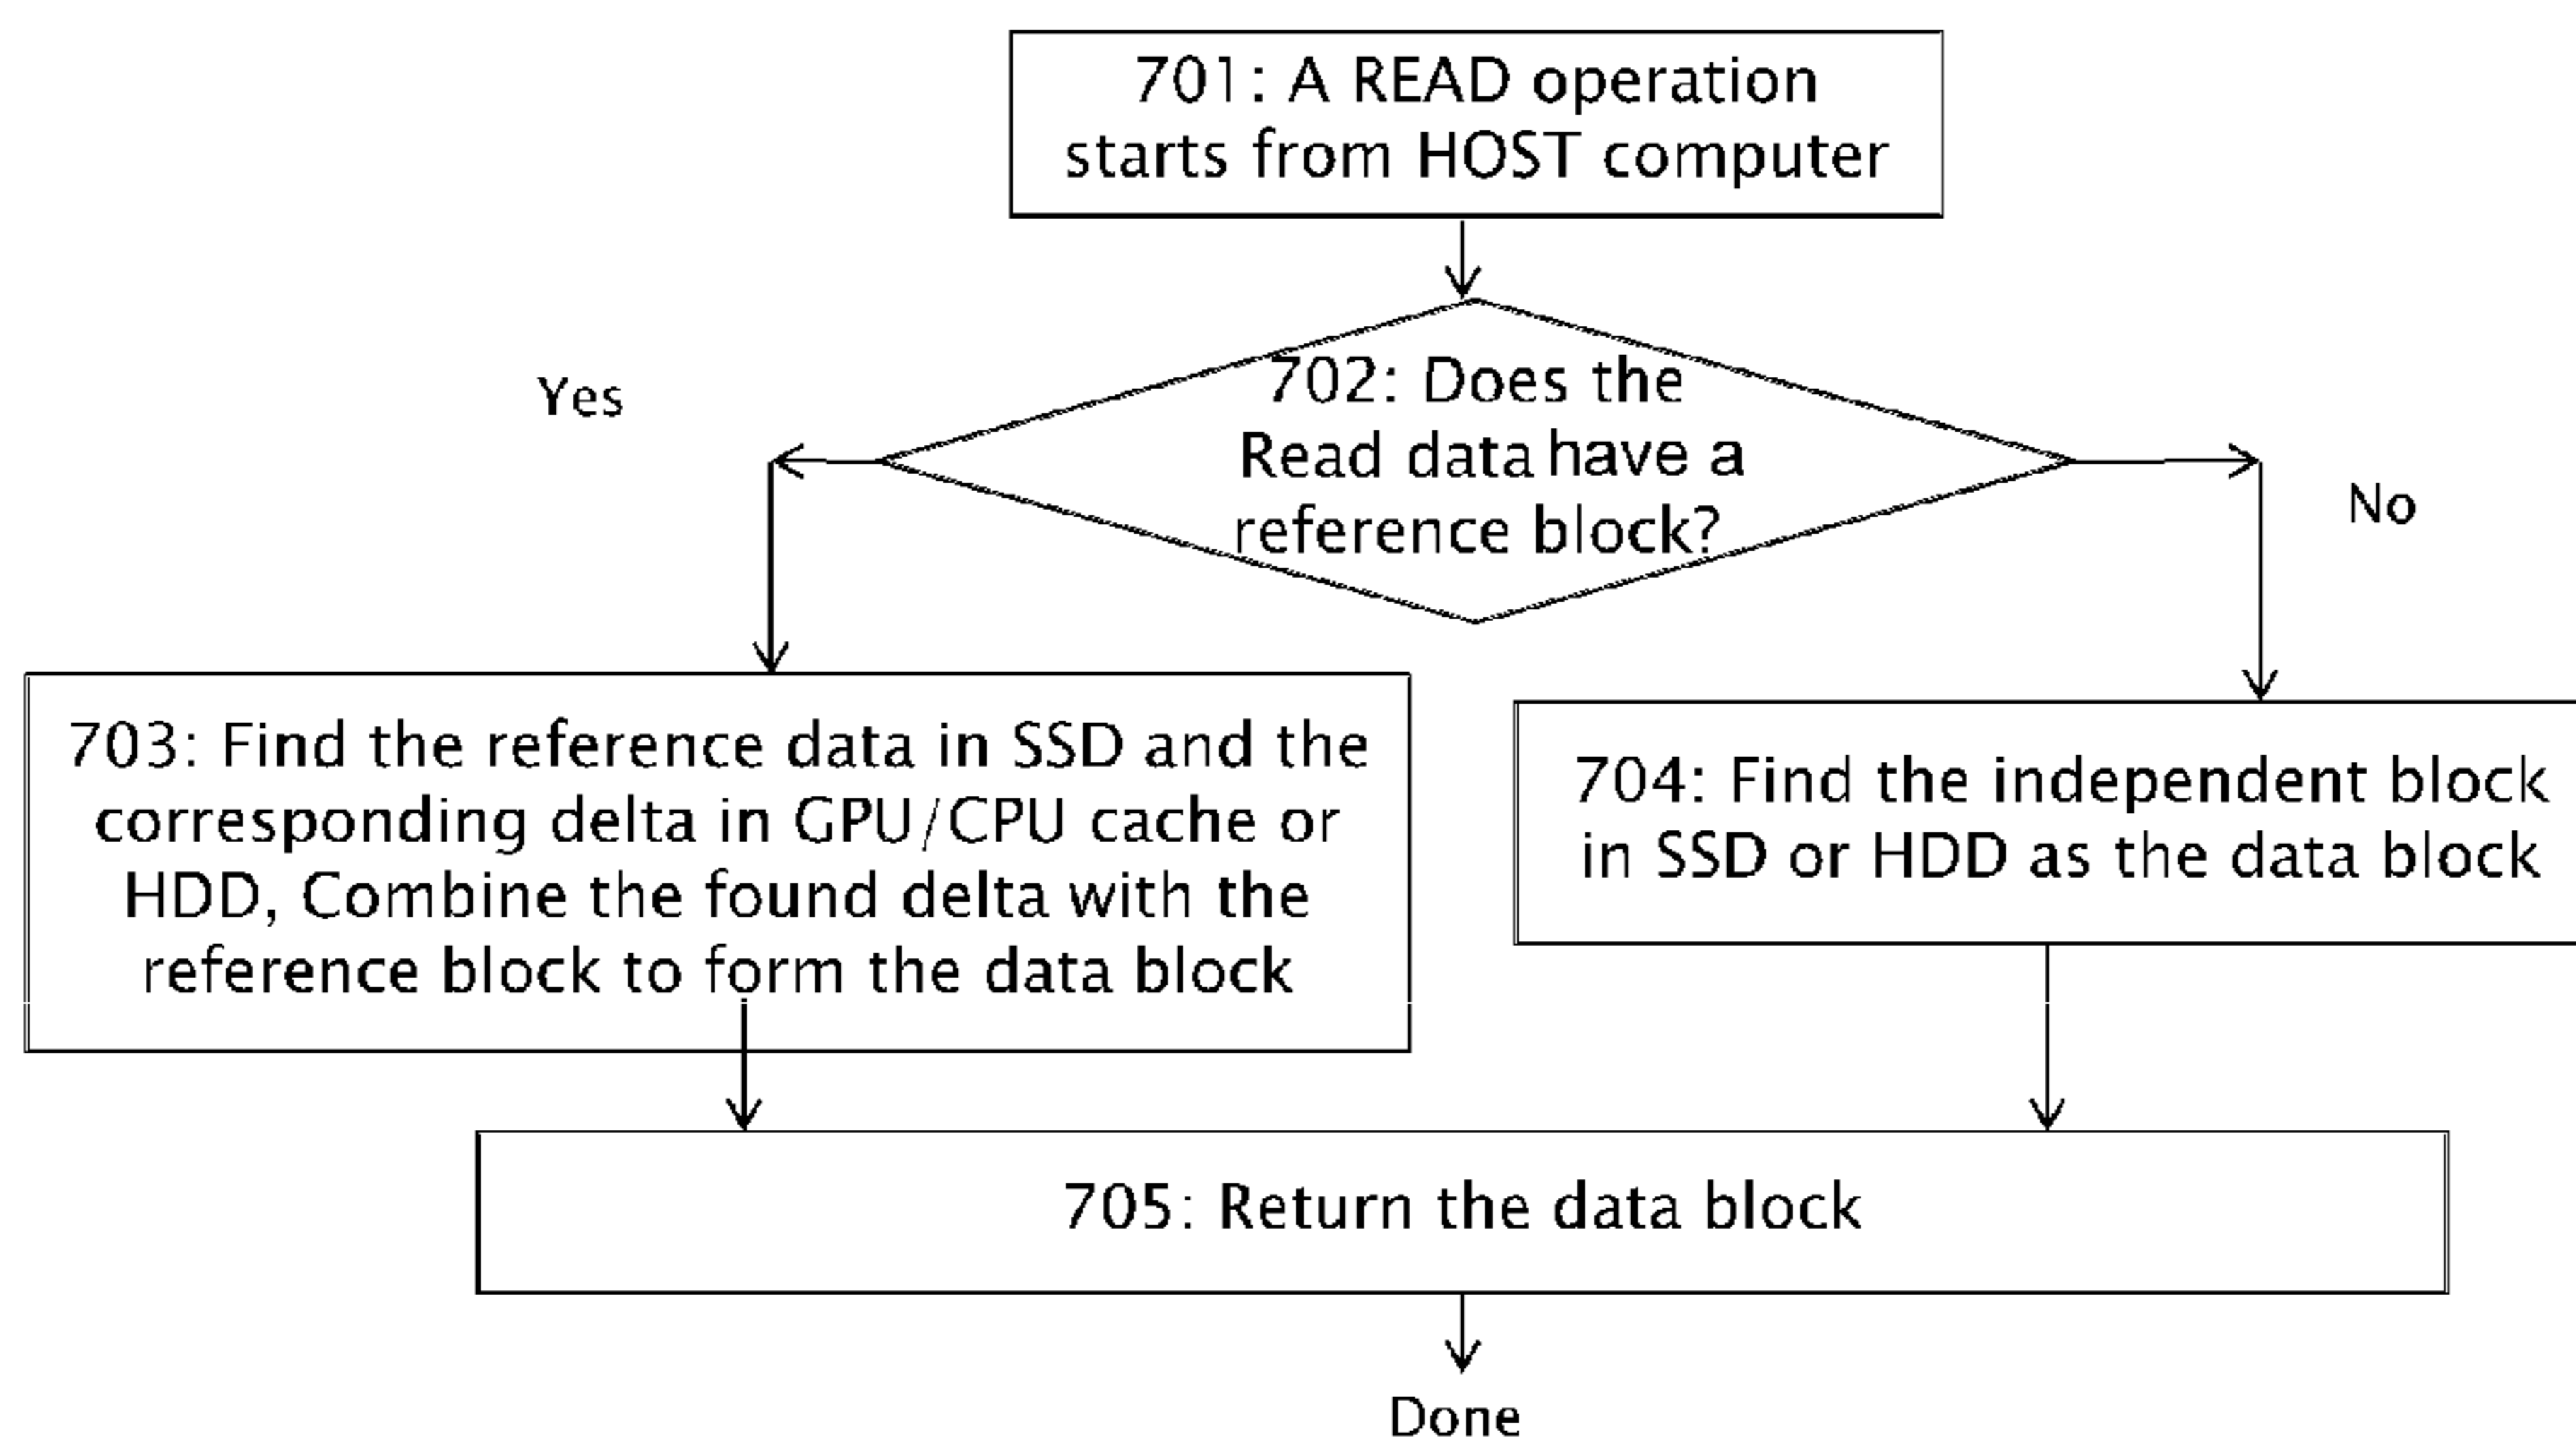 701: A READ operation
starts from HOST computer
702: Does the
Read data have a
reference block?
Yes
No
703: Find the reference data in SSD and the
corresponding delta in GPU/CPU cache or
HDD, Combine the found delta with the
reference block to form the data block
704: Find the independent block
in SSD or HDD as the data block
705: Return the data block
Done